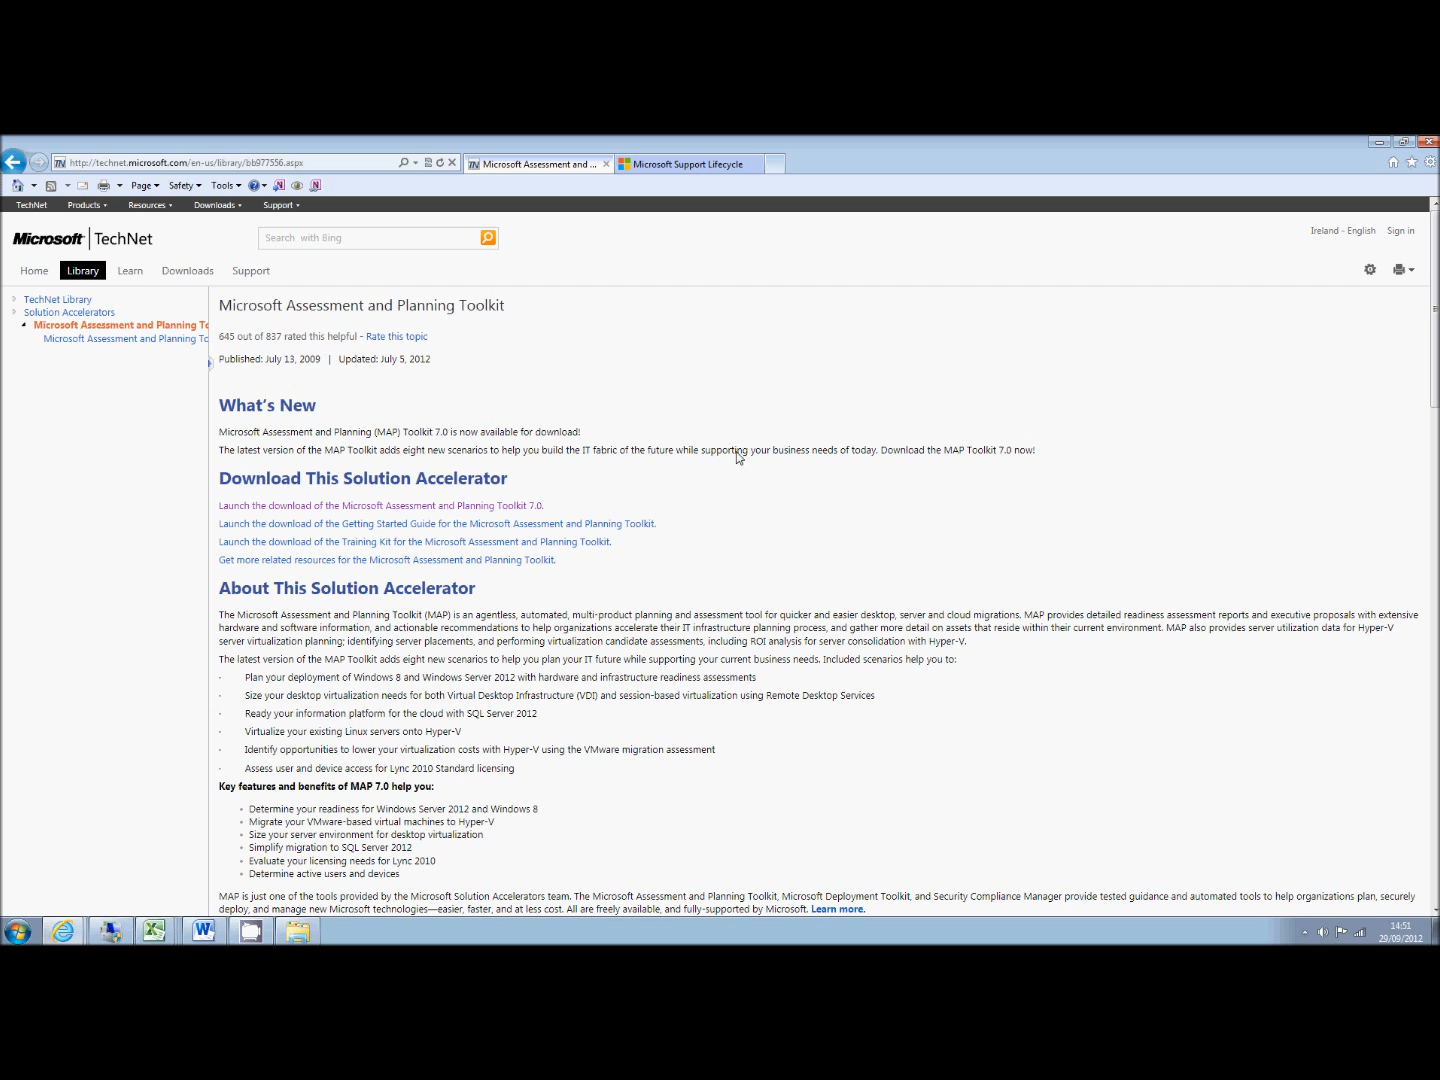 http://technet.microsoft.com/en-us/library/bb977556.aspx
Microsoft Assessment and ...
Microsoft Support Lifecycle
Page
Safety
Tools
TechNet
Products
Resources
Downloads
Support
Microsoft TechNet
Search with Bing
Ireland - English
Sign in
Home
Library
Learn
Downloads
Support
TechNet Library
Solution Accelerators
Microsoft Assessment and Planning To
Microsoft Assessment and Planning To
Microsoft Assessment and Planning Toolkit
645 out of 837 rated this helpful - Rate this topic
Published: July 13, 2009 | Updated: July 5, 2012
What's New
Microsoft Assessment and Planning (MAP) Toolkit 7.0 is now available for download!
The latest version of the MAP Toolkit adds eight new scenarios to help you build the IT fabric of the future while supporting your business needs of today. Download the MAP Toolkit 7.0 now!
Download This Solution Accelerator
Launch the download of the Microsoft Assessment and Planning Toolkit 7.0.
Launch the download of the Getting Started Guide for the Microsoft Assessment and Planning Toolkit.
Launch the download of the Training Kit for the Microsoft Assessment and Planning Toolkit.
Get more related resources for the Microsoft Assessment and Planning Toolkit.
About This Solution Accelerator
The Microsoft Assessment and Planning Toolkit (MAP) is an agentless, automated, multi-product planning and assessment tool for quicker and easier desktop, server and cloud migrations. MAP provides detailed readiness assessment reports and executive proposals with extensive
hardware and software information, and actionable recommendations to help organizations accelerate their IT infrastructure planning process, and gather more detail on assets that reside within their current environment. MAP also provides server utilization data for Hyper-V
server virtualization planning; identifying server placements, and performing virtualization candidate assessments, including ROI analysis for server consolidation with Hyper-V.
The latest version of the MAP Toolkit adds eight new scenarios to help you plan your IT future while supporting your current business needs. Included scenarios help you to:
· Plan your deployment of Windows 8 and Windows Server 2012 with hardware and infrastructure readiness assessments
· Size your desktop virtualization needs for both Virtual Desktop Infrastructure (VDI) and session-based virtualization using Remote Desktop Services
· Ready your information platform for the cloud with SQL Server 2012
· Virtualize your existing Linux servers onto Hyper-V
· Identify opportunities to lower your virtualization costs with Hyper-V using the VMware migration assessment
· Assess user and device access for Lync 2010 Standard licensing
Key features and benefits of MAP 7.0 help you:
• Determine your readiness for Windows Server 2012 and Windows 8
• Migrate your VMware-based virtual machines to Hyper-V
• Size your server environment for desktop virtualization
• Simplify migration to SQL Server 2012
• Evaluate your licensing needs for Lync 2010
• Determine active users and devices
MAP is just one of the tools provided by the Microsoft Solution Accelerators team. The Microsoft Assessment and Planning Toolkit, Microsoft Deployment Toolkit, and Security Compliance Manager provide tested guidance and automated tools to help organizations plan, securely
deploy, and manage new Microsoft technologies—easier, faster, and at less cost. All are freely available, and fully-supported by Microsoft. Learn more.
14:51
29/09/2012